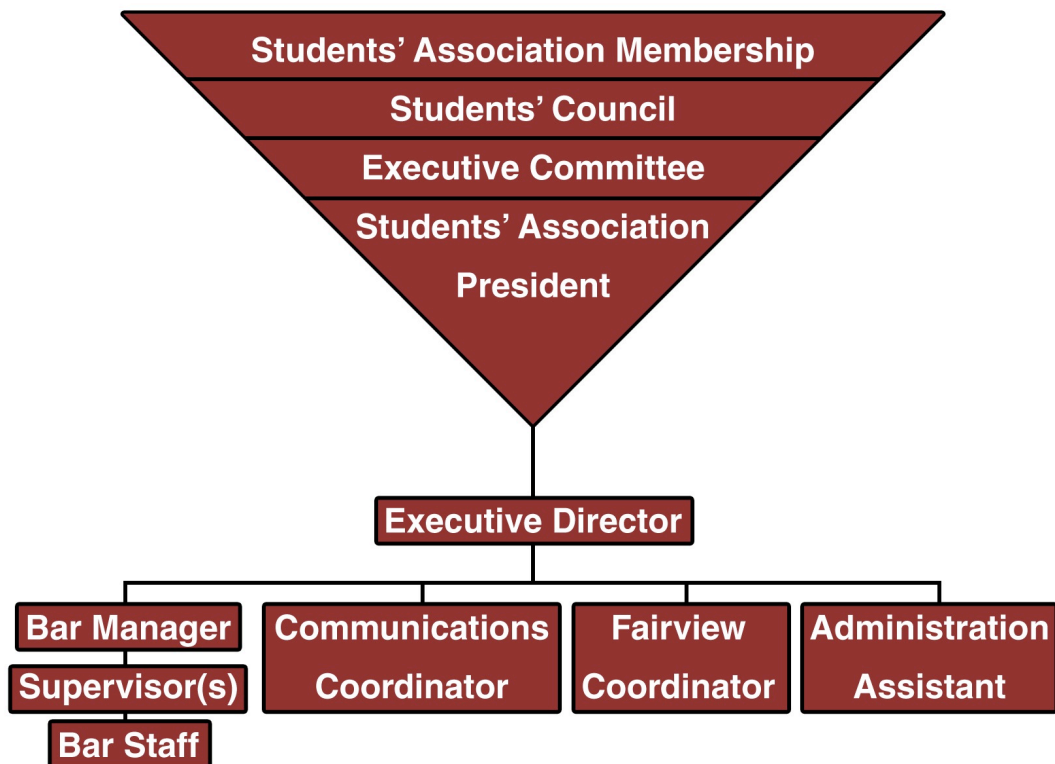 Students’ Association Membership
Students’ Council
Executive Committee
Students’ Association
President
Executive Director
Bar Manager
Supervisor(s)
Bar Staff
Communications
Coordinator
Fairview
Coordinator
Administration
Assistant